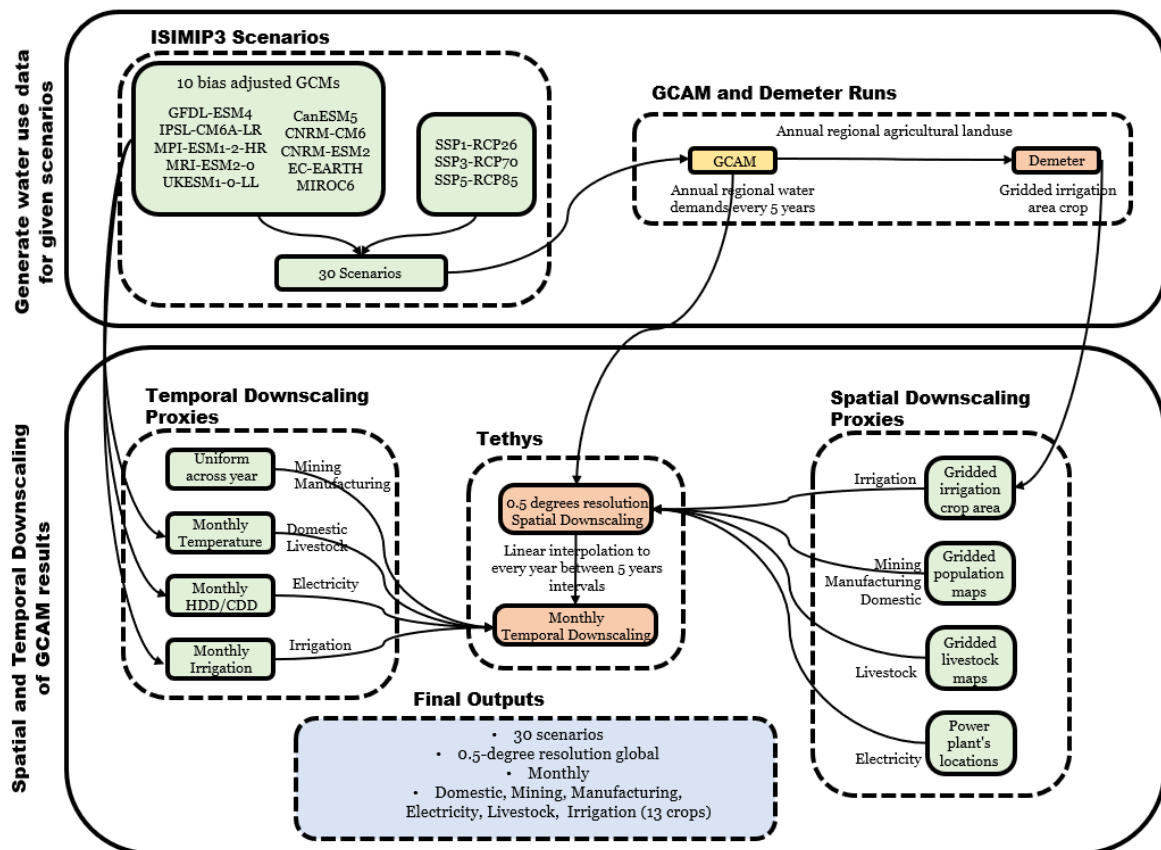 Generate water use data
for given scenarios
ISIMIP3 Scenarios
10 bias adjusted GCMs
GFDL-ESM4
IPSL-CM6A-LR
MPI-ESM1-2-HR
MRI-ESM2-0
UKESM1-0-LL
CanESM5
CNRM-CM6
CNRM-ESM2
EC-EARTH
MIROC6
SSP1-RCP26
SSP3-RCP70
SSP5-RCP85
30 Scenarios
GCAM and Demeter Runs
Annual regional agricultural landuse
GCAM
Demeter
Annual regional water
demands every 5 years
Gridded irrigation
area crop
Spatial and Temporal Downscaling
of GCAM results
Temporal Downscaling
Proxies
Uniform
across year
Monthly
Temperature
Monthly
HDD/CDD
Monthly
Irrigation
Mining
Manufacturing
Domestic
Livestock
Electricity
Irrigation
Tethys
0.5 degrees resolution
Spatial Downscaling
Linear interpolation to
every year between 5 years
intervals
Monthly
Temporal Downscaling
Spatial Downscaling
Proxies
Irrigation
Mining
Manufacturing
Domestic
Livestock
Electricity
Gridded
irrigation
crop area
Gridded
population
maps
Gridded
livestock
maps
Power
plant's
locations
Final Outputs
• 30 scenarios
• 0.5-degree resolution global
• Monthly
• Domestic, Mining, Manufacturing,
Electricity, Livestock, Irrigation (13 crops)